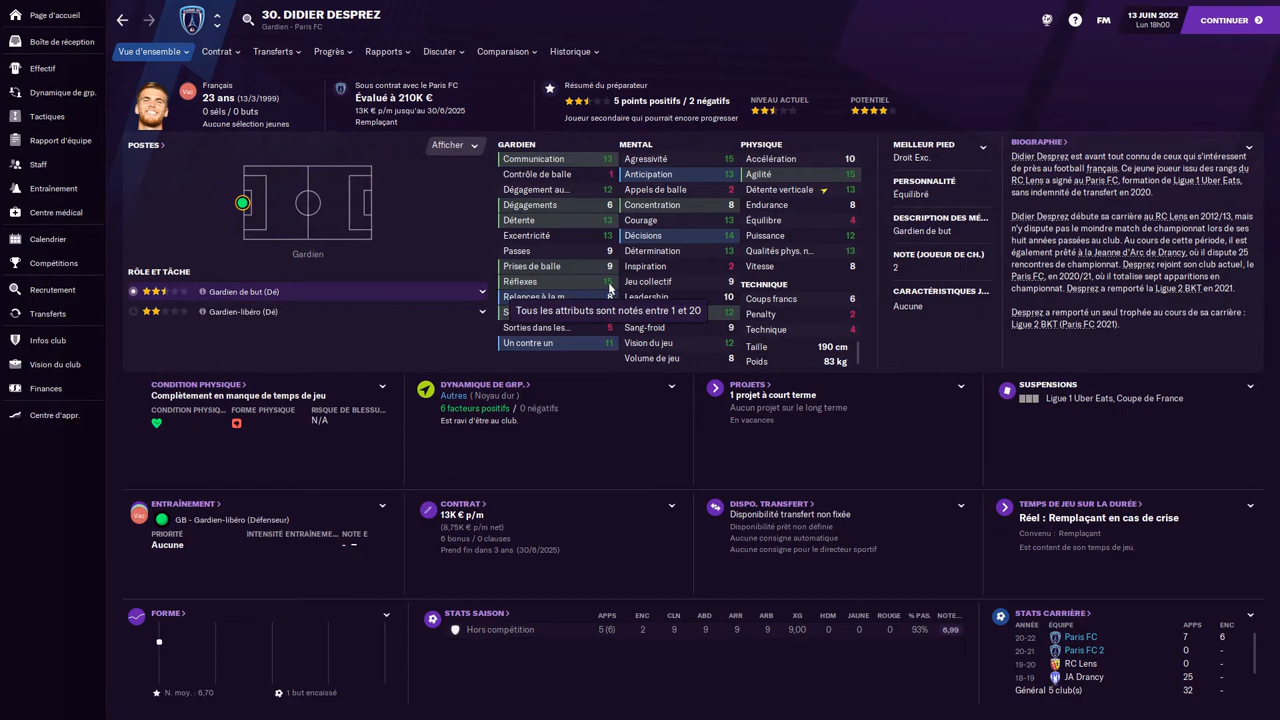 Page d'accueil
Boîte de réception
Effectif
Dynamique de grp.
Tactiques
Rapport d'équipe
Staff
Entraînement
Centre médical
Calendrier
Compétitions
Recrutement
Transferts
Infos club
Vision du club
Finances
Centre d'appr.
30. DIDIER DESPREZ
Gardien - Paris FC
FM
13 JUIN 2022
Lun 18h00
CONTINUER
Vue d'ensemble
Contrat
Transferts
Progrès
Rapports
Discuter
Comparaison
Historique
Vac
Français
23 ans (13/3/1999)
0 séls / 0 buts
Aucune sélection jeunes
Sous contrat avec le Paris FC
Évalué à 210K €
13K € p/m jusqu'au 30/6/2025
Remplaçant
Résumé du préparateur
5 points positifs / 2 négatifs
Joueur secondaire qui pourrait encore progresser
NIVEAU ACTUEL
POTENTIEL
POSTES
Afficher
Gardien
RÔLE ET TÂCHE
Gardien de but (Dé)
Gardien-libéro (Dé)
GARDIEN
Communication 13
Contrôle de balle 1
Dégagement au... 12
Dégagements 6
Détente 13
Excentricité 13
Passes 9
Prises de balle 9
Réflexes 15
Relances à la m... 8
Sorties dans les... 5
Un contre un 11
MENTAL
Agressivité 15
Anticipation 13
Appels de balle 2
Concentration 8
Courage 13
Décisions 14
Détermination 13
Inspiration 2
Jeu collectif 9
Leadership 10
12
Sang-froid 9
Vision du jeu 12
Volume de jeu 8
Tous les attributs sont notés entre 1 et 20
PHYSIQUE
Accélération 10
Agilité 15
Détente verticale 13
Endurance 8
Équilibre 4
Puissance 12
Qualités phys. n... 13
Vitesse 8
TECHNIQUE
Coups francs 6
Penalty 2
Technique 4
Taille 190 cm
Poids 83 kg
MEILLEUR PIED
Droit Exc.
PERSONNALITÉ
Équilibré
DESCRIPTION DES MÉ...
Gardien de but
NOTE (JOUEUR DE CH.)
2
CARACTÉRISTIQUES J...
Aucune
BIOGRAPHIE
Didier Desprez est avant tout connu de ceux qui s'intéressent
de près au football français. Ce jeune joueur issu des rangs du
RC Lens a signé au Paris FC, formation de Ligue 1 Uber Eats,
sans indemnité de transfert en 2020.
Didier Desprez débute sa carrière au RC Lens en 2012/13, mais
n'y dispute pas le moindre match de championnat lors de ses
huit années passées au club. Au cours de cette période, il est
également prêté à la Jeanne d'Arc de Drancy, où il dispute 25
rencontres de championnat. Desprez rejoint son club actuel, le
Paris FC, en 2020/21, où il totalise sept apparitions en
championnat. Desprez a remporté la Ligue 2 BKT en 2021.
Desprez a remporté un seul trophée au cours de sa carrière :
Ligue 2 BKT (Paris FC 2021).
CONDITION PHYSIQUE
Complètement en manque de temps de jeu
CONDITION PHYSIQ...
FORME PHYSIQUE
RISQUE DE BLESSU...
N/A
DYNAMIQUE DE GRP.
Autres ( Noyau dur )
6 facteurs positifs / 0 négatifs
Est ravi d'être au club.
PROJETS
1 projet à court terme
Aucun projet sur le long terme
En vacances
SUSPENSIONS
Ligue 1 Uber Eats, Coupe de France
ENTRAÎNEMENT
Vac
GB - Gardien-libéro (Défenseur)
PRIORITÉ
Aucune
INTENSITÉ ENTRAÎNEME...
NOTE E
- –
CONTRAT
13K € p/m
(8,75K € p/m net)
6 bonus / 0 clauses
Prend fin dans 3 ans (30/6/2025)
DISPO. TRANSFERT
Disponibilité transfert non fixée
Disponibilité prêt non définie
Aucune consigne automatique
Aucune consigne pour le directeur sportif
TEMPS DE JEU SUR LA DURÉE
Réel : Remplaçant en cas de crise
Convenu : Remplaçant
Est content de son temps de jeu.
FORME
N. moy. : 6,70
1 but encaissé
STATS SAISON
APPS ENC CLN ABD ARR ARB XG HDM JAUNE ROUGE % PAS. NOTE...
Hors compétition 5 (6) 2 9 9 9 9 9,00 0 0 0 93% 6,99
STATS CARRIÈRE
ANNÉE ÉQUIPE APPS ENC
20-22 Paris FC 7 6
20-21 Paris FC 2 0 -
19-20 RC Lens 0 -
18-19 JA Drancy 25 -
Général 5 club(s) 32 -